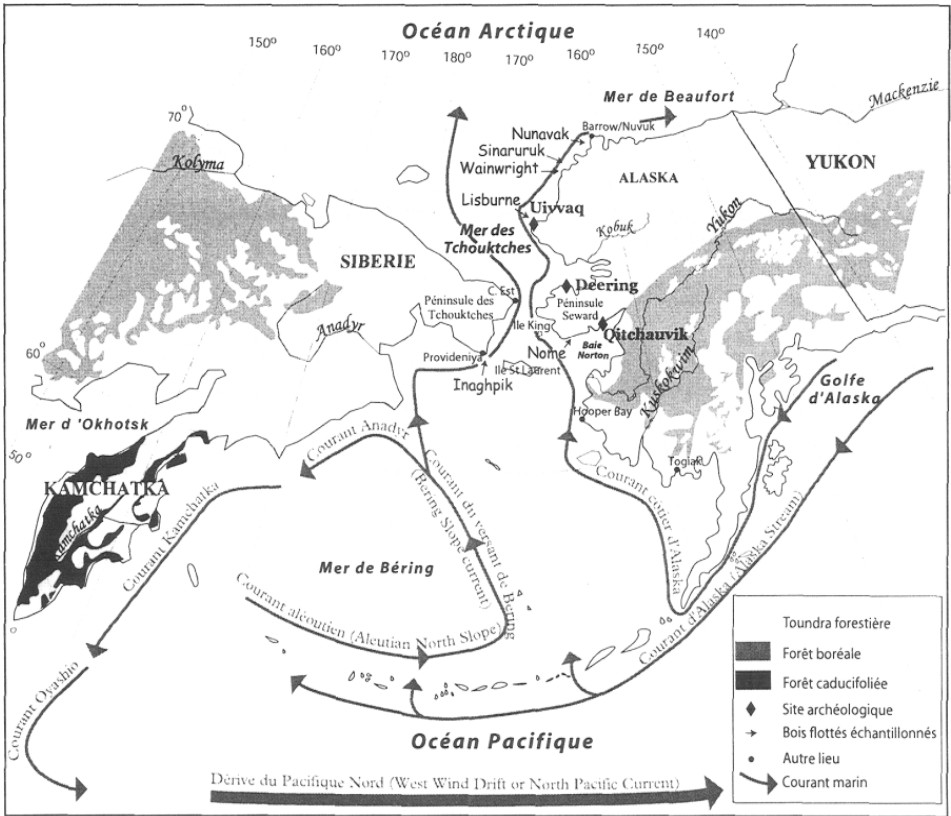 Océan Arctique
150°
160°
170°
180°
170°
160°
150°
140°
Mer de Beaufort
Mackenzie
70°
Nunavak
Barrow/Nuvuk
Sinaruruk
Wainwright
Kolyma
ALASKA
YUKON
Lisburne
Uivvaq
Yukon
Kobuk
Mer des
Tchouktches
SIBERIE
Deering
C. Est
Péninsule des
Tchouktches
Péninsule
Seward
Anadyr
Ile King
Qitchauvik
Nome
Baie
Norton
60°
Provideniya
Ile St Laurent
Inaghpik
Kuskokwim
Golfe
d'Alaska
Mer d 'Okhotsk
Hooper Bay
50°
Courant Anadyr
Togiak
KAMCHATKA
Kamchatka
Courant Kamchatka
Courant du versant de Bering
(Bering Slope current)
Courant côtier d'Alaska
Mer de Béring
Courant aléoutien (Aleutian North Slope)
Courant d'Alaska (Alaska Stream)
Courant Oyashio
Océan Pacifique
Dérive du Pacifique Nord (West Wind Drift or North Pacific Current)
Toundra forestière
Forêt boréale
Forêt caducifoliée
Site archéologique
Bois flottés échantillonnés
Autre lieu
Courant marin